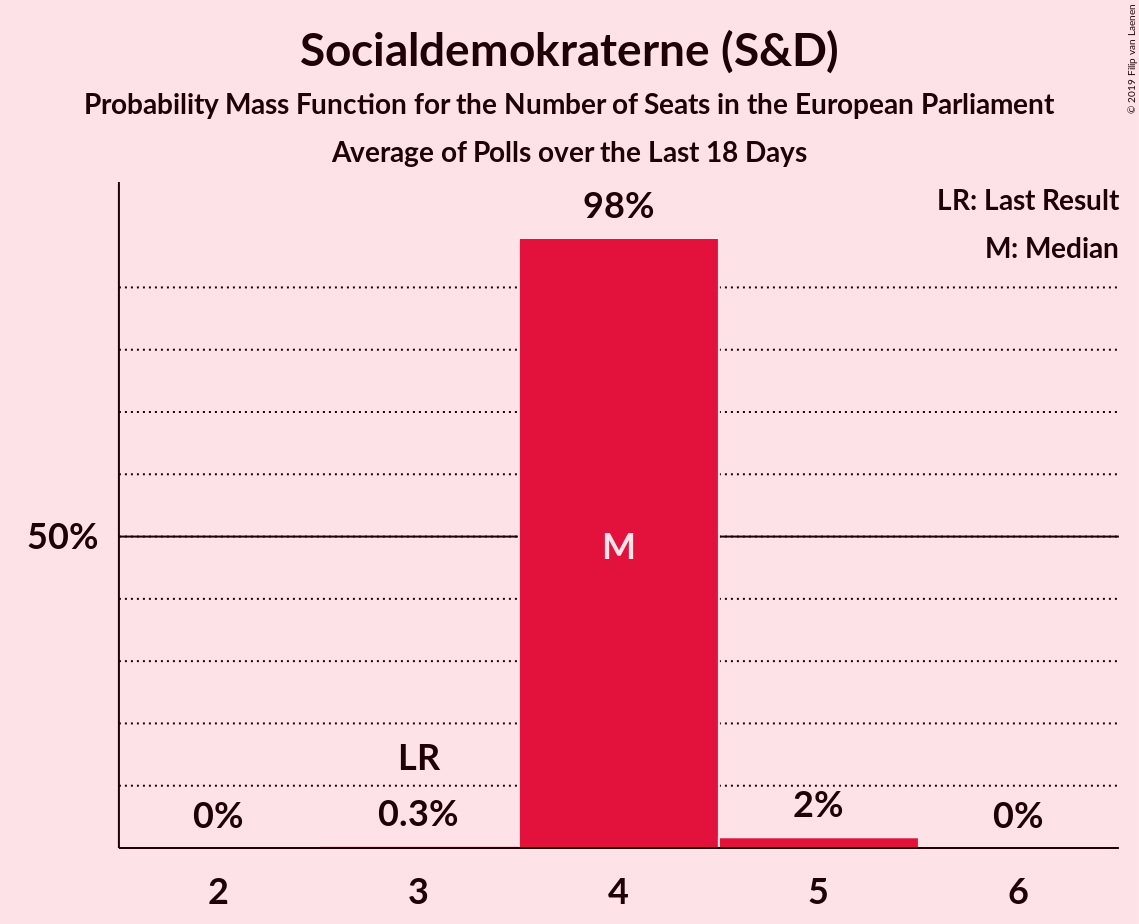 Socialdemokraterne (S&D)
Probability Mass Function for the Number of Seats in the European Parliament
Average of Polls over the Last 18 Days
© 2019 Filip van Laenen
LR: Last Result
M: Median
98%
50%
M
LR
0%
0.3%
2%
0%
2
3
4
5
6